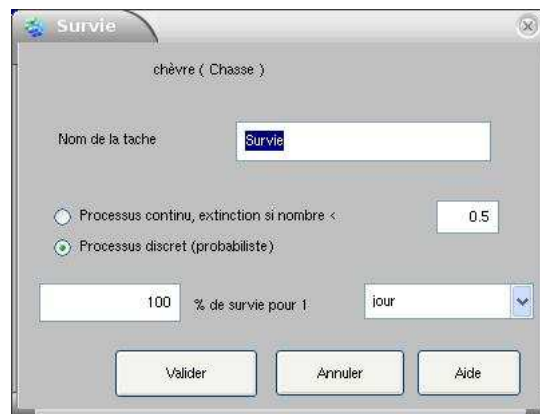 Survie
chèvre ( Chasse )
Nom de la tache
Survie
Processus continu, extinction si nombre <
0.5
Processus discret (probabiliste)
100 % de survie pour 1 jour
Valider Annuler Aide